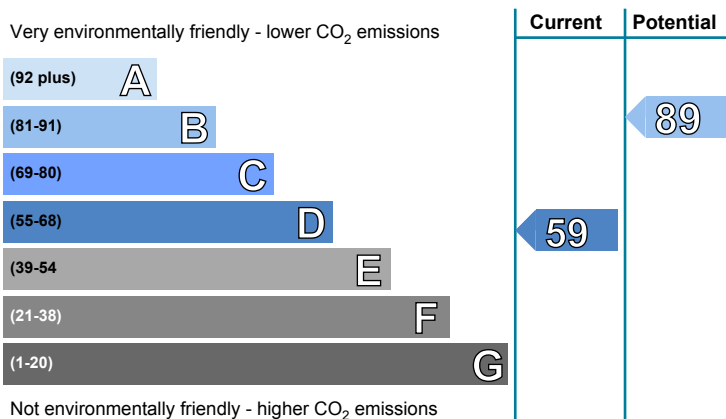 Very environmentally friendly - lower CO₂ emissions
Current
Potential
(92 plus) A
(81-91) B
89
(69-80) C
(55-68) D
59
(39-54 E
(21-38) F
(1-20) G
Not environmentally friendly - higher CO₂ emissions